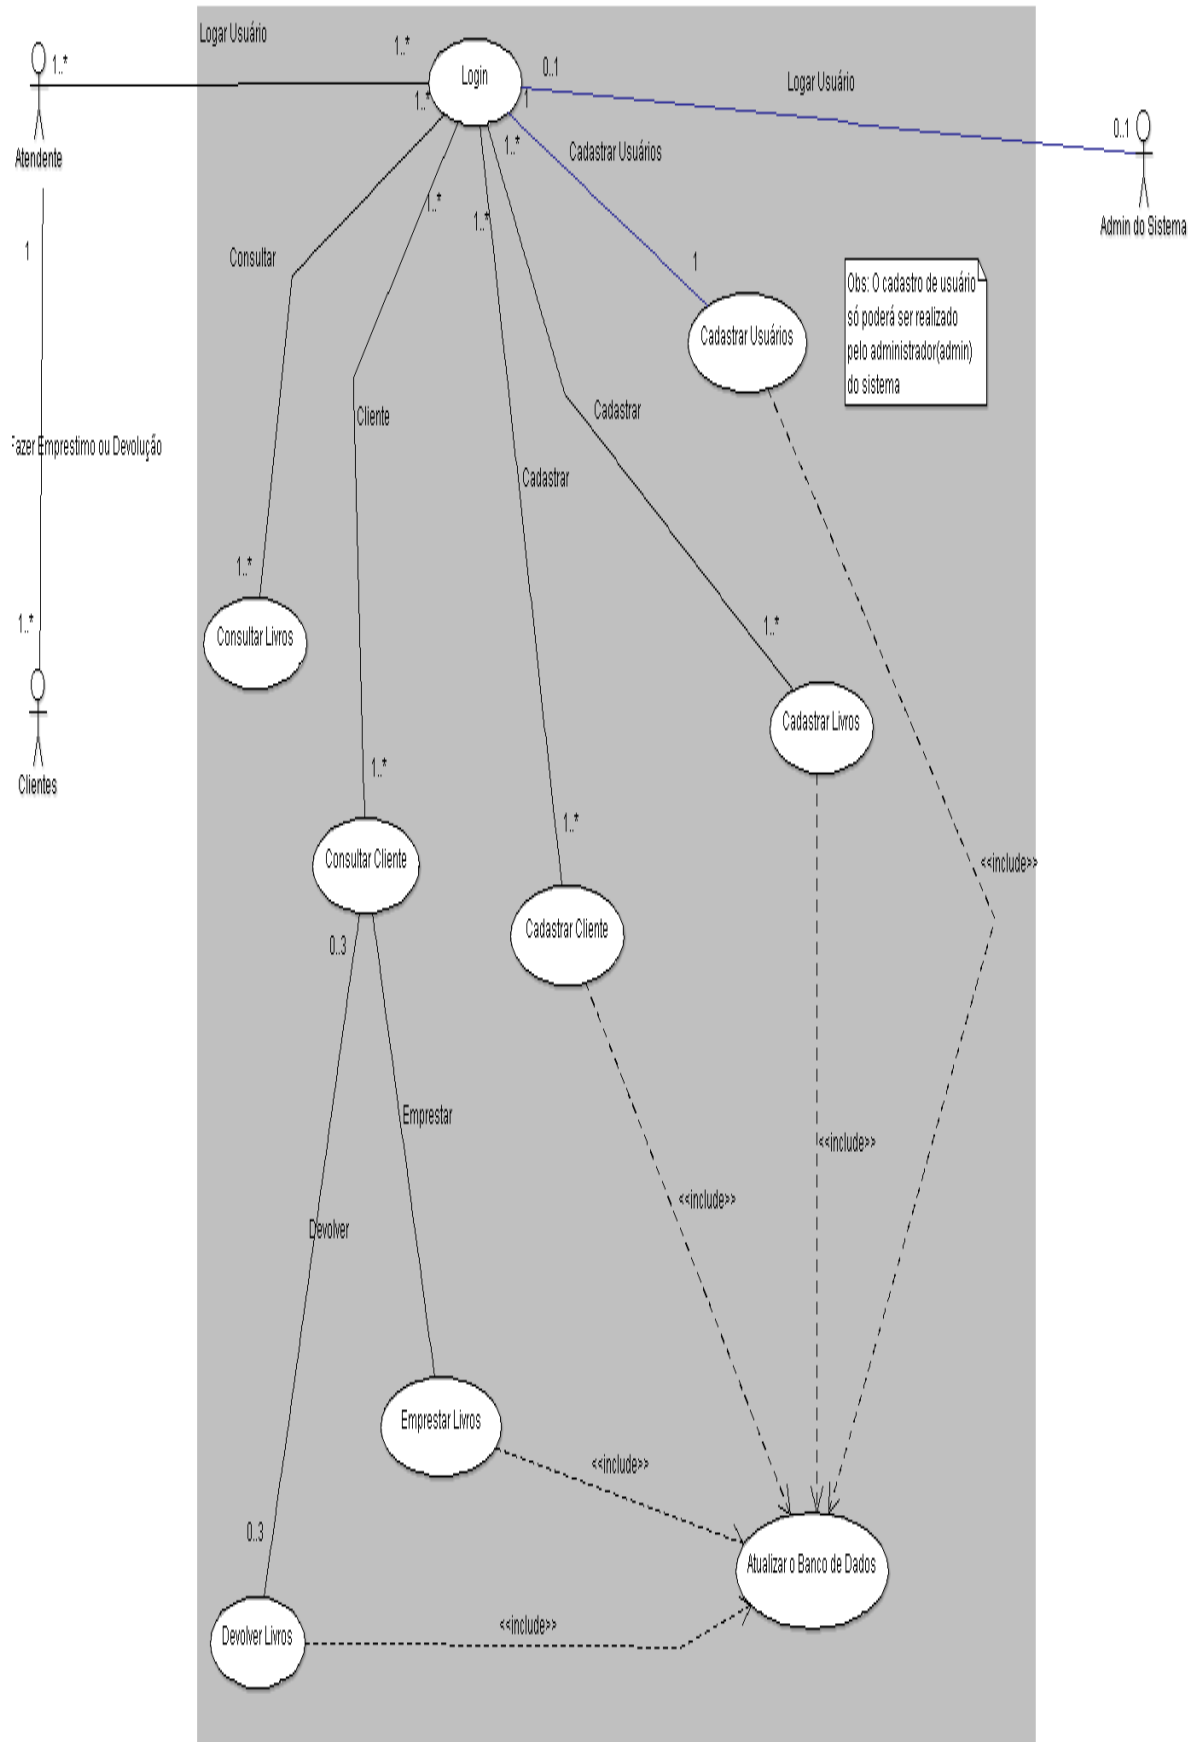 Logar Usuário
1..*
1..*
Login
0..1
Logar Usuário
0..1
Atendente
1..*
1
1..*
Cadastrar Usuários
Admin do Sistema
1..*
1..*
1
Consultar
1
Obs: O cadastro de usuário
só poderá ser realizado
pelo administrador(admin)
do sistema
Cadastrar Usuários
Cliente
Cadastrar
Fazer Emprestimo ou Devolução
Cadastrar
1..*
1..*
1..*
Consultar Livros
Cadastrar Livros
Clientes
1..*
1..*
Consultar Cliente
<<include>>
Cadastrar Cliente
0..3
Emprestar
<<include>>
<<include>>
Devolver
Emprestar Livros
<<include>>
0..3
Atualizar o Banco de Dados
<<include>>
Devolver Livros